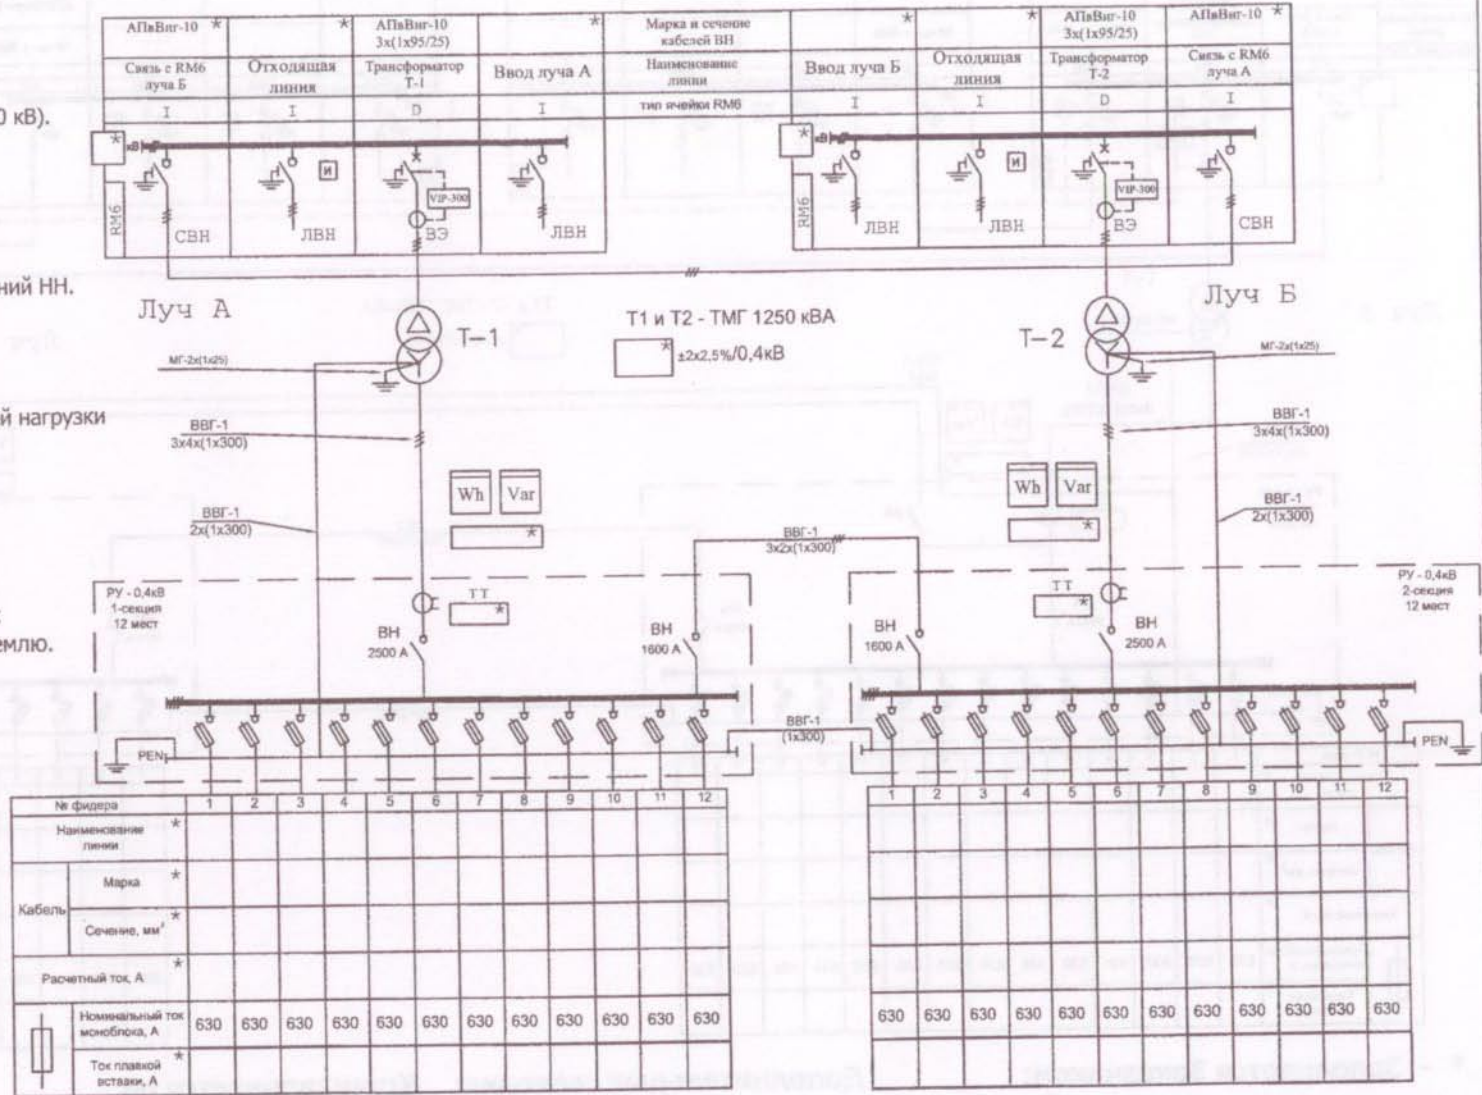 АПвВнг-10 *
*
АПвВнг-10
3х(1х95/25)
*
Марка и сечение
кабелей ВН
*
*
АПвВнг-10
3х(1х95/25)
АПвВнг-10 *
Связь с RM6
луча Б
Отходящая
линия
Трансформатор
Т-1
Ввод луча А
Наименование
линии
Ввод луча Б
Отходящая
линия
Трансформатор
Т-2
Связь с RM6
луча А
I I D I тип ячейки RM6 I I D I
0 кВ).
* кВ
* кВ
И
И
VIP-300
VIP-300
RM6
СВН
ЛВН
ВЭ
ЛВН
RM6
ЛВН
ЛВН
ВЭ
СВН
ний НН.
Луч А
Луч Б
Т-1
Т1 и Т2 - ТМГ 1250 кВА
* ±2х2,5%/0,4кВ
Т-2
МГ-2х(1х25)
МГ-2х(1х25)
й нагрузки
ВВГ-1
3х4х(1х300)
ВВГ-1
3х4х(1х300)
Wh Var
*
Wh Var
*
ВВГ-1
2х(1х300)
ВВГ-1
3х2х(1х300)
ВВГ-1
2х(1х300)
РУ - 0,4кВ
1-секция
12 мест
ТТ
*
ТТ
*
РУ - 0,4кВ
2-секция
12 мест
емлю.
ВН
2500 А
ВН
1600 А
ВН
1600 А
ВН
2500 А
PEN
ВВГ-1
(1х300)
PEN
№ фидера 1 2 3 4 5 6 7 8 9 10 11 12
1 2 3 4 5 6 7 8 9 10 11 12
Наименование *
линии
Кабель
Марка *
Сечение, мм² *
Расчетный ток, А *
Номинальный ток
моноблока, А
630 630 630 630 630 630 630 630 630 630 630 630
630 630 630 630 630 630 630 630 630 630 630 630
Ток плавкой *
вставки, А